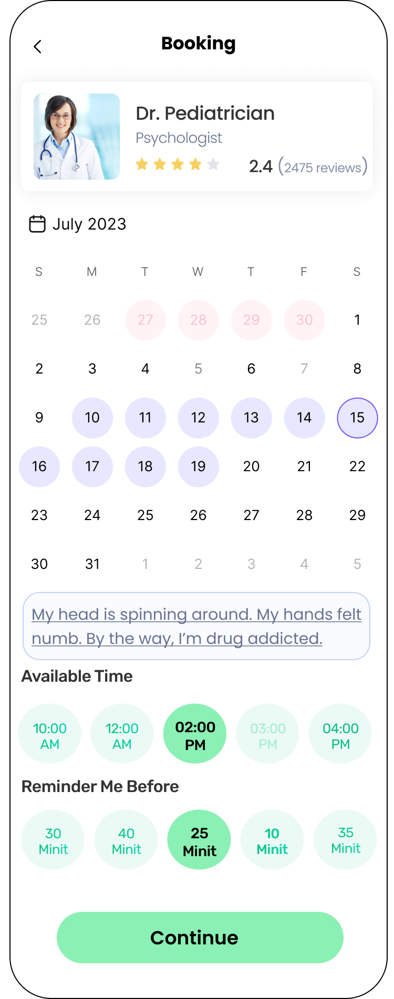 Booking
Dr. Pediatrician
Psychologist
2.4 (2475 reviews)
July 2023
S M T W T F S
25 26 27 28 29 30 1
2 3 4 5 6 7 8
9 10 11 12 13 14 15
16 17 18 19 20 21 22
23 24 25 26 27 28 29
30 31 1 2 3 4 5
My head is spinning around. My hands felt
numb. By the way, I’m drug addicted.
Available Time
10:00 12:00 02:00 03:00 04:00
AM AM PM PM PM
Reminder Me Before
30 40 25 10 35
Minit Minit Minit Minit Minit
Continue